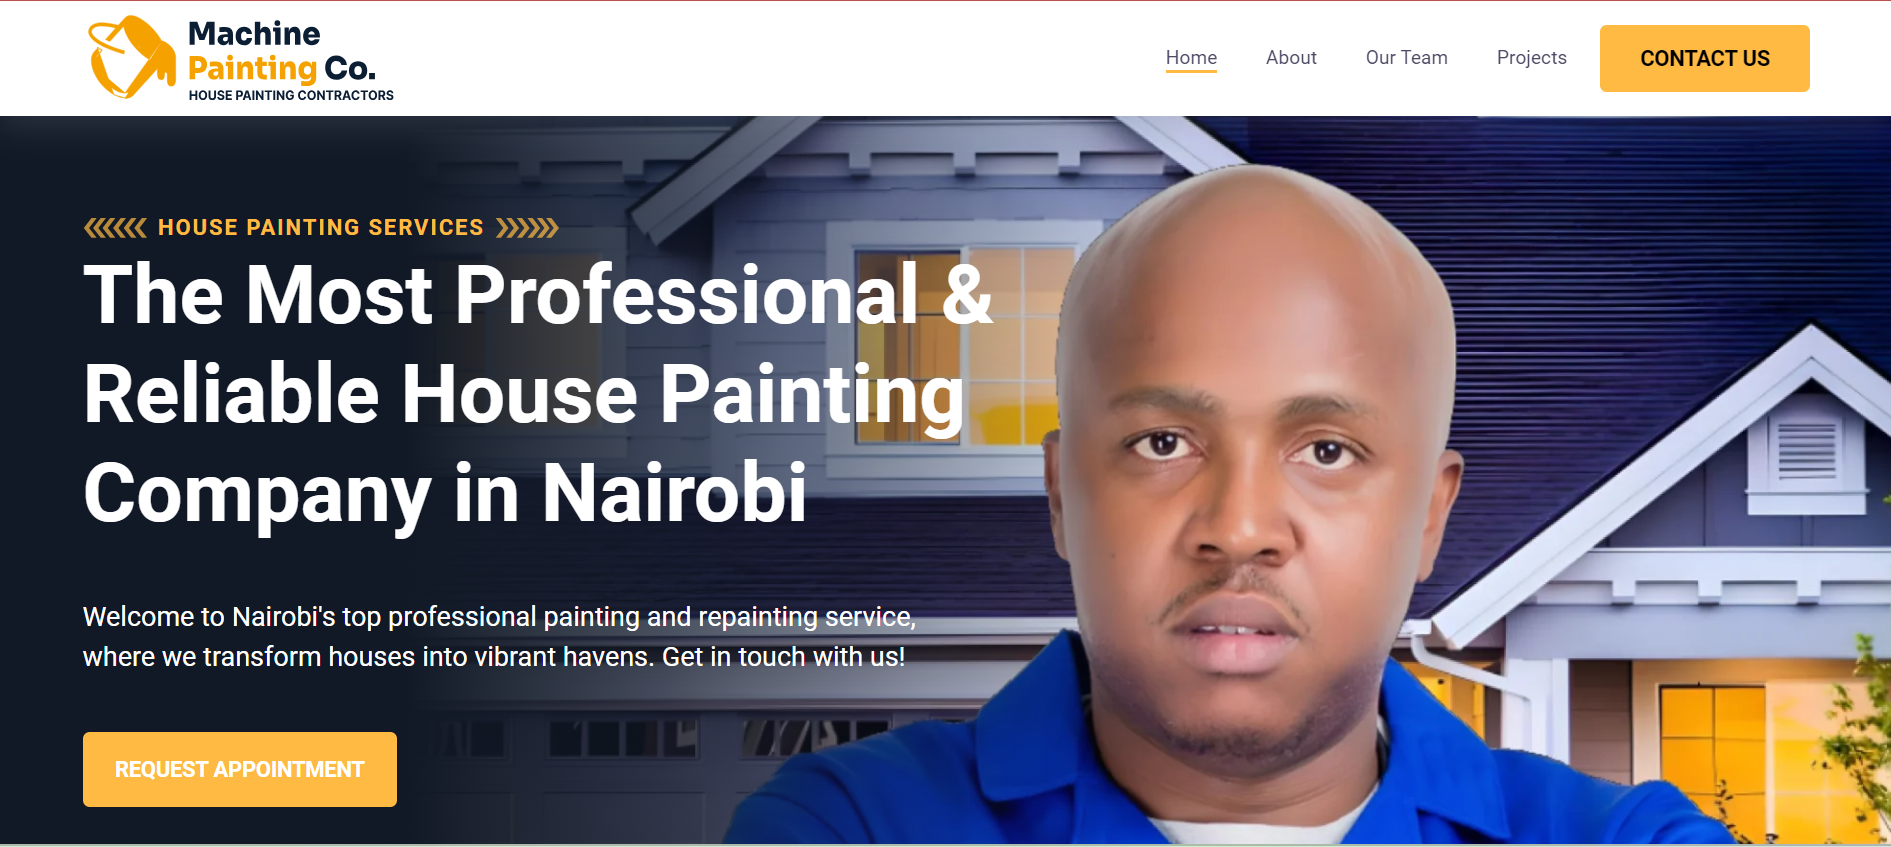 Machine
Painting Co.
HOUSE PAINTING CONTRACTORS
Home About Our Team Projects CONTACT US
HOUSE PAINTING SERVICES
The Most Professional &
Reliable House Painting
Company in Nairobi
Welcome to Nairobi's top professional painting and repainting service,
where we transform houses into vibrant havens. Get in touch with us!
REQUEST APPOINTMENT